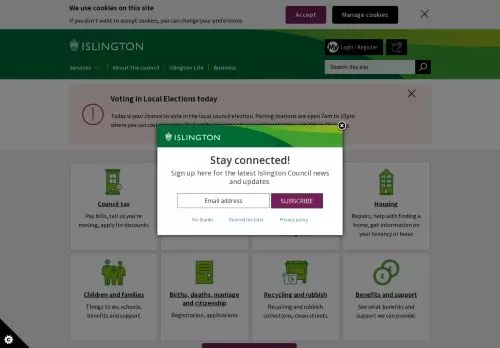 We use cookies on this site
If you don't want to accept cookies, you can change your preferences.
Accept
Manage cookies
ISLINGTON
My Login / Register
Services
About the council
Islington Life
Business
Search this site
Voting in Local Elections today
Today is your chance to vote in the local council election. Polling stations are open 7am to 10pm
where you can cast
ISLINGTON
Stay connected!
Sign up here for the latest Islington Council news
and updates
Email address
SUBSCRIBE
No thanks
Remind me later
Privacy policy
Council tax
Pay bills, tell us you're
moving, apply for discounts.
Housing
Repairs, help with finding a
home, get information on
your tenancy or lease
Children and families
Things to do, schools,
benefits and support.
Births, deaths, marriage
and citizenship
Registration, applications
Recycling and rubbish
Recycling and rubbish
collections, clean streets
Benefits and support
See what benefits and
support we can provide.